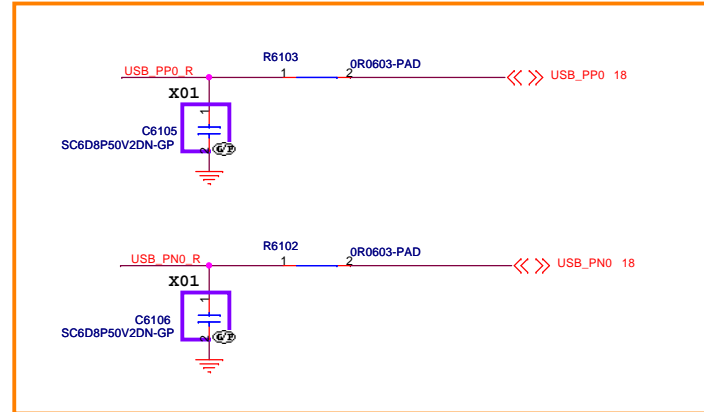 R6103
USB_PP0_R
1
2
0R0603-PAD
USB_PP0 18
X01
1
C6105
SC6D8P50V2DN-GP
2
G/P
R6102
USB_PN0_R
1
2
0R0603-PAD
USB_PN0 18
X01
1
C6106
SC6D8P50V2DN-GP
2
G/P